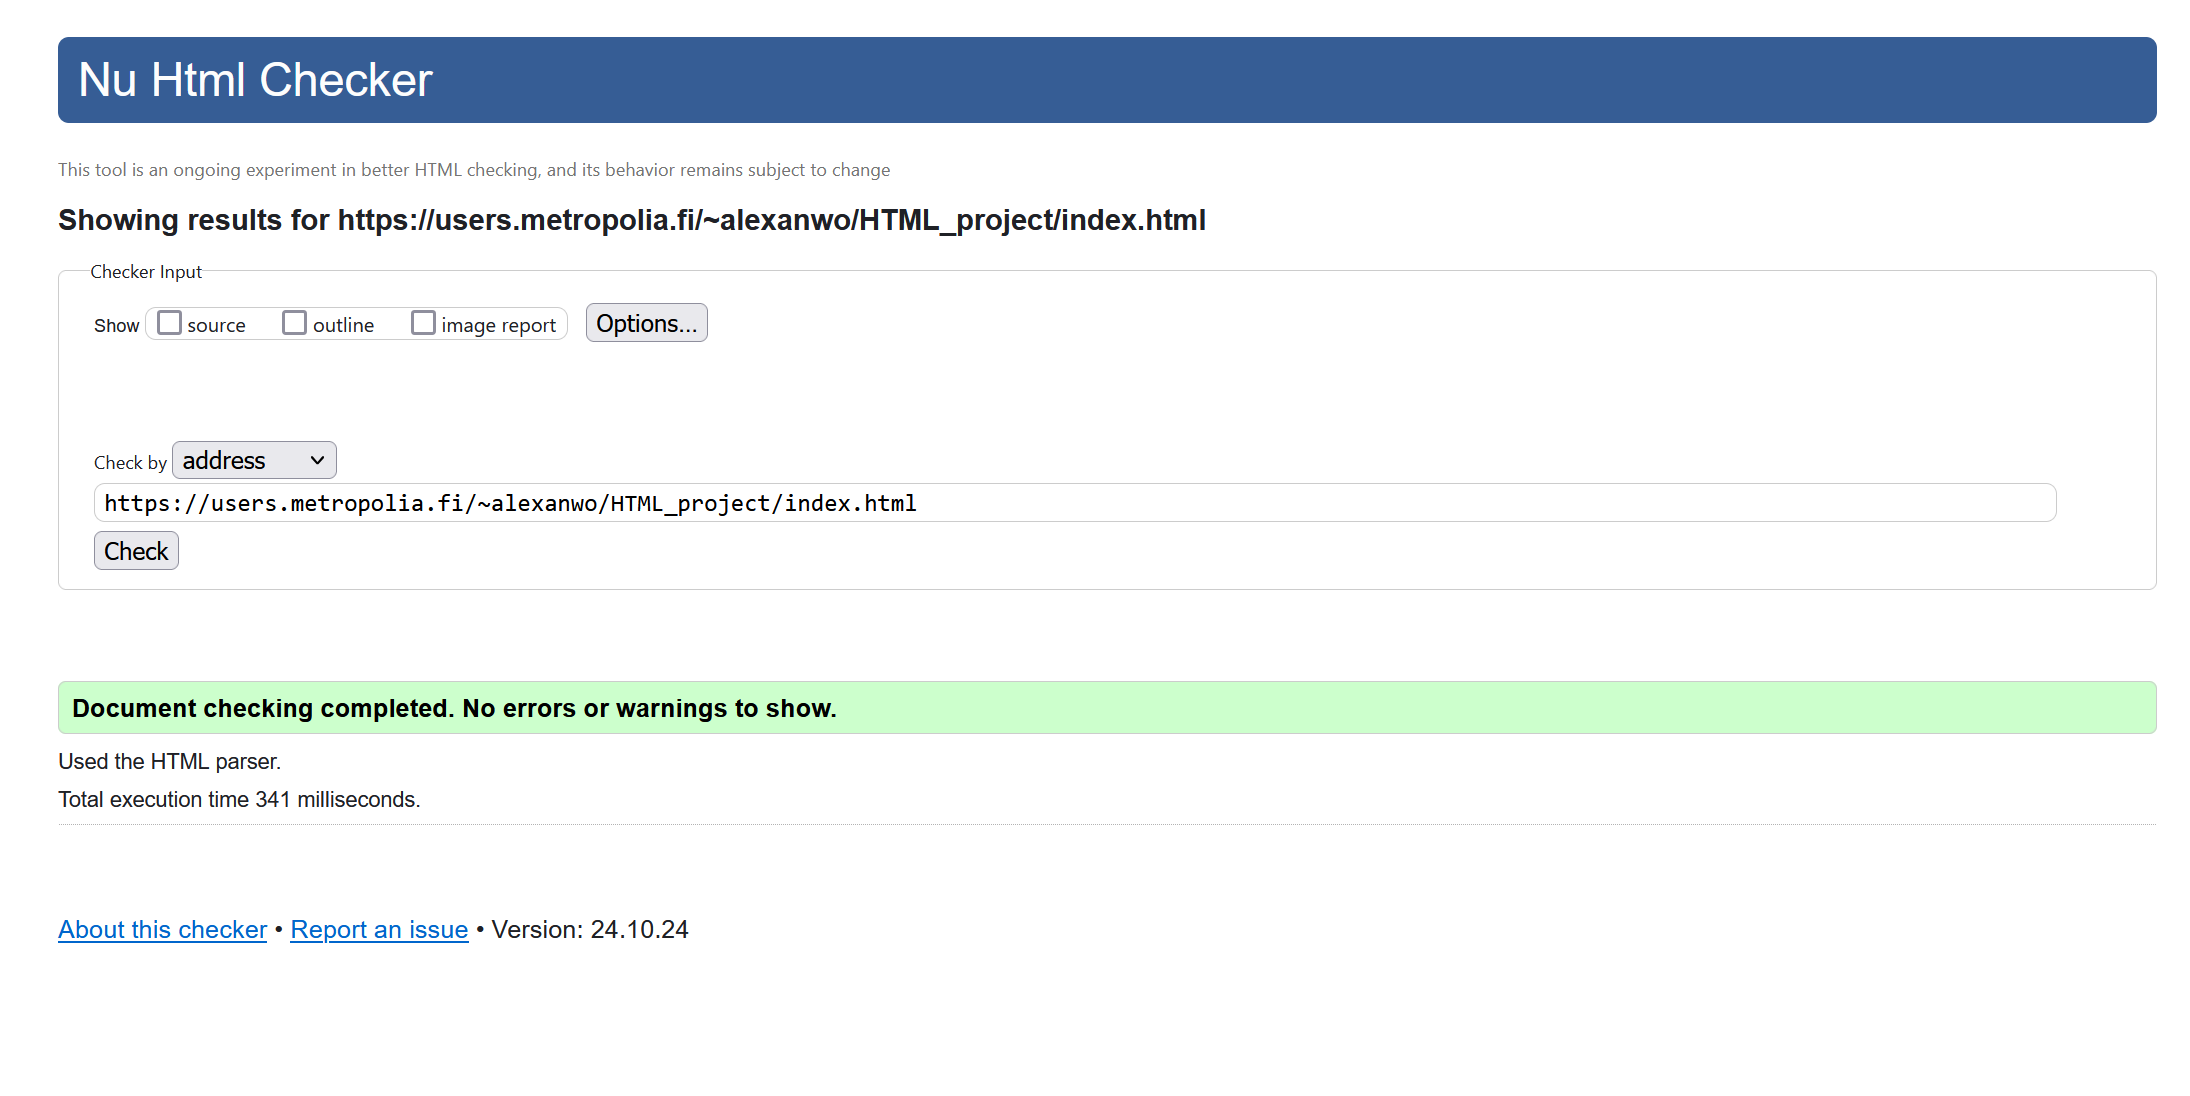 Nu Html Checker
This tool is an ongoing experiment in better HTML checking, and its behavior remains subject to change
Showing results for https://users.metropolia.fi/~alexanwo/HTML_project/index.html
Checker Input
Show source outline image report Options...
Check by address
https://users.metropolia.fi/~alexanwo/HTML_project/index.html
Check
Document checking completed. No errors or warnings to show.
Used the HTML parser.
Total execution time 341 milliseconds.
About this checker • Report an issue • Version: 24.10.24